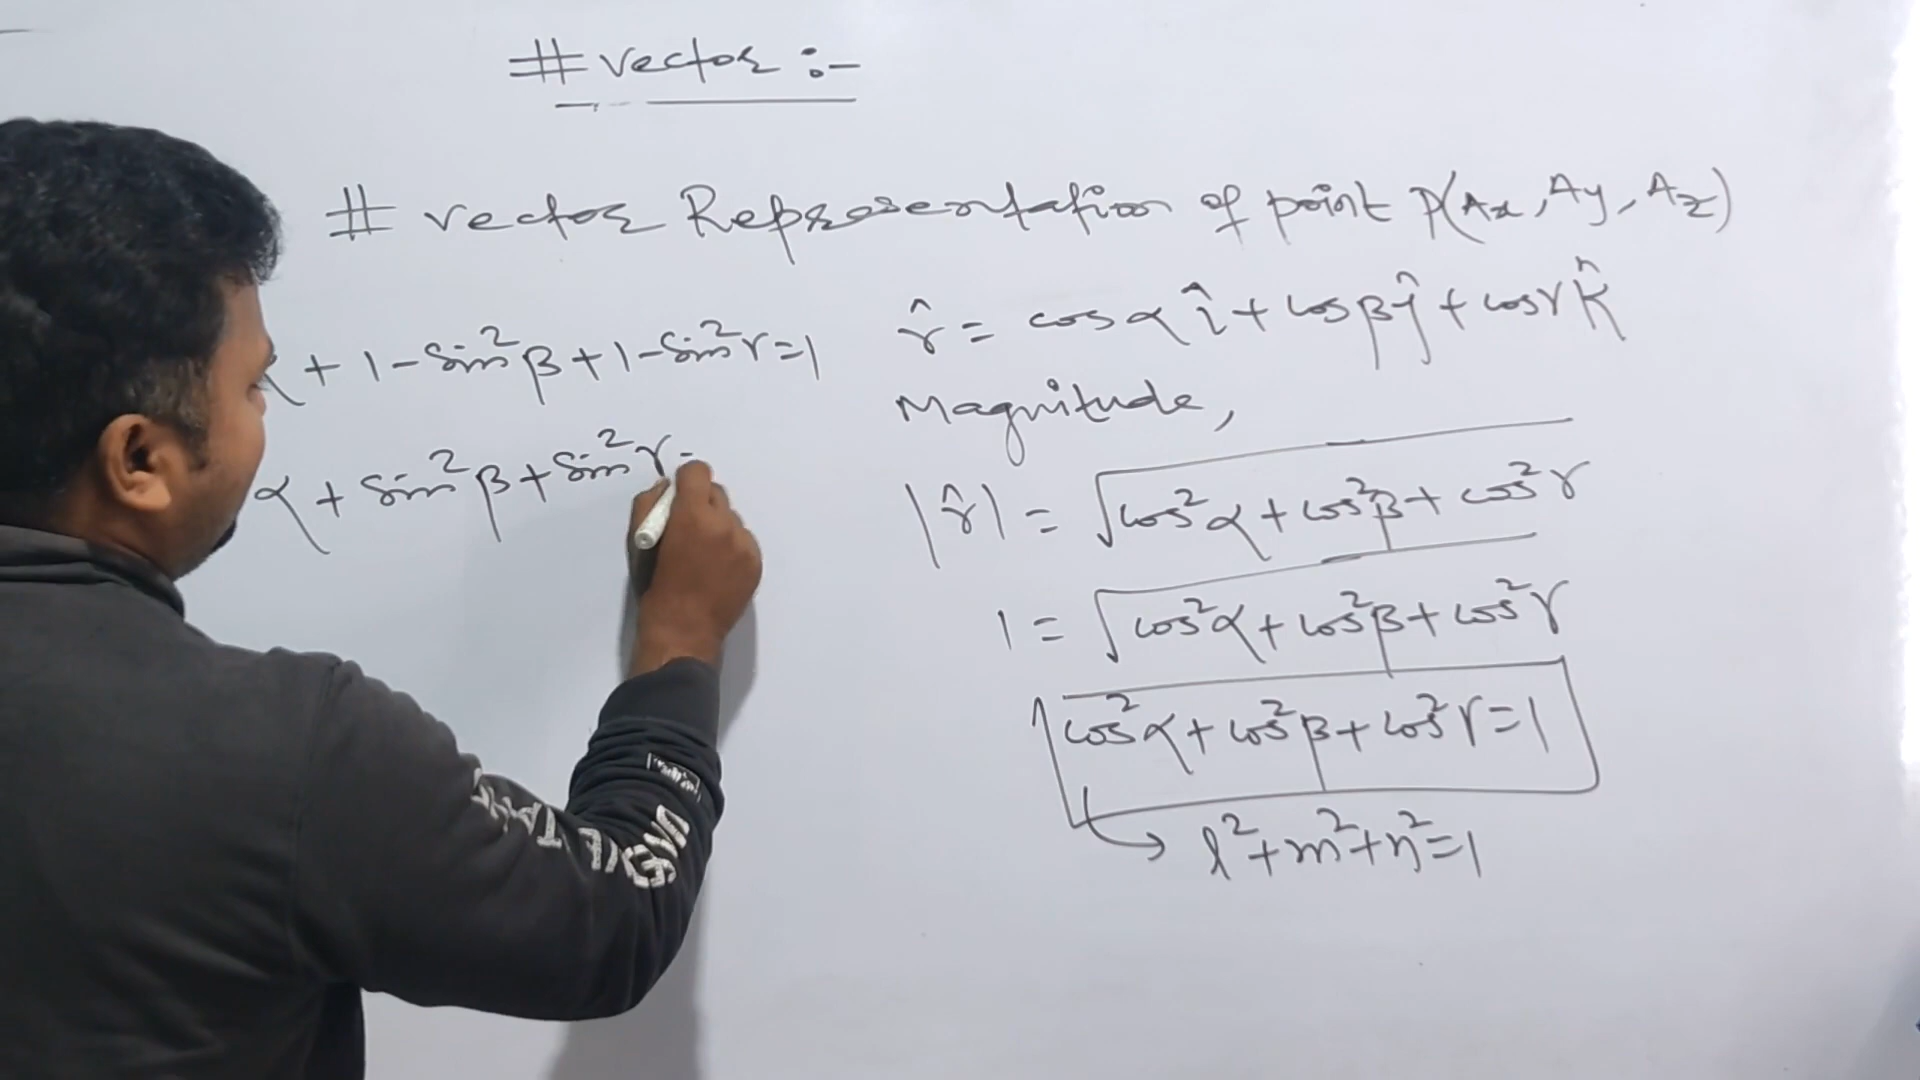 # vector :-
# vector Representation of point P(Ax, Ay, Az)
α + 1 - sin²β + 1 - sin²γ = 1
α + sin²β + sin²γ =
r̂ = cosα î + cosβ ĵ + cosγ k̂
Magnitude,
|r̂| = √cos²α + cos²β + cos²γ
1 = √cos²α + cos²β + cos²γ
cos²α + cos²β + cos²γ = 1
→ l² + m² + n² = 1